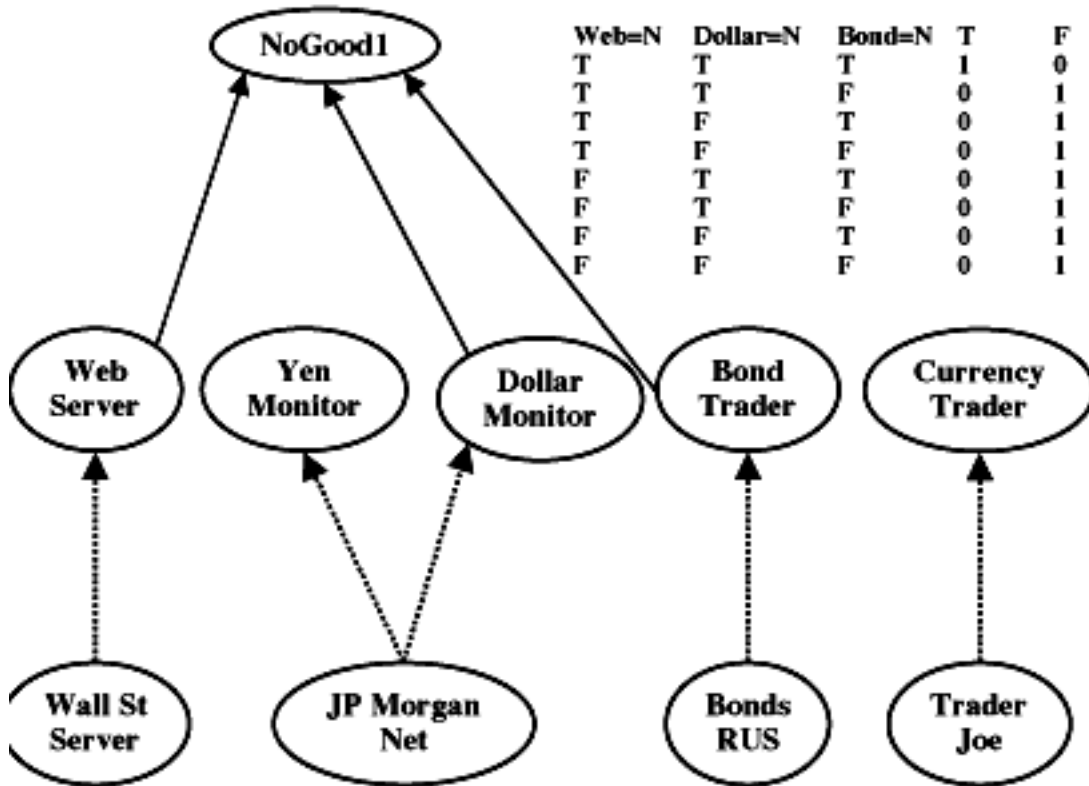 NoGood1
Web=N Dollar=N Bond=N T F
T T T 1 0
T T F 0 1
T F T 0 1
T F F 0 1
F T T 0 1
F T F 0 1
F F T 0 1
F F F 0 1
Web
Server
Yen
Monitor
Dollar
Monitor
Bond
Trader
Currency
Trader
Wall St
Server
JP Morgan
Net
Bonds
RUS
Trader
Joe